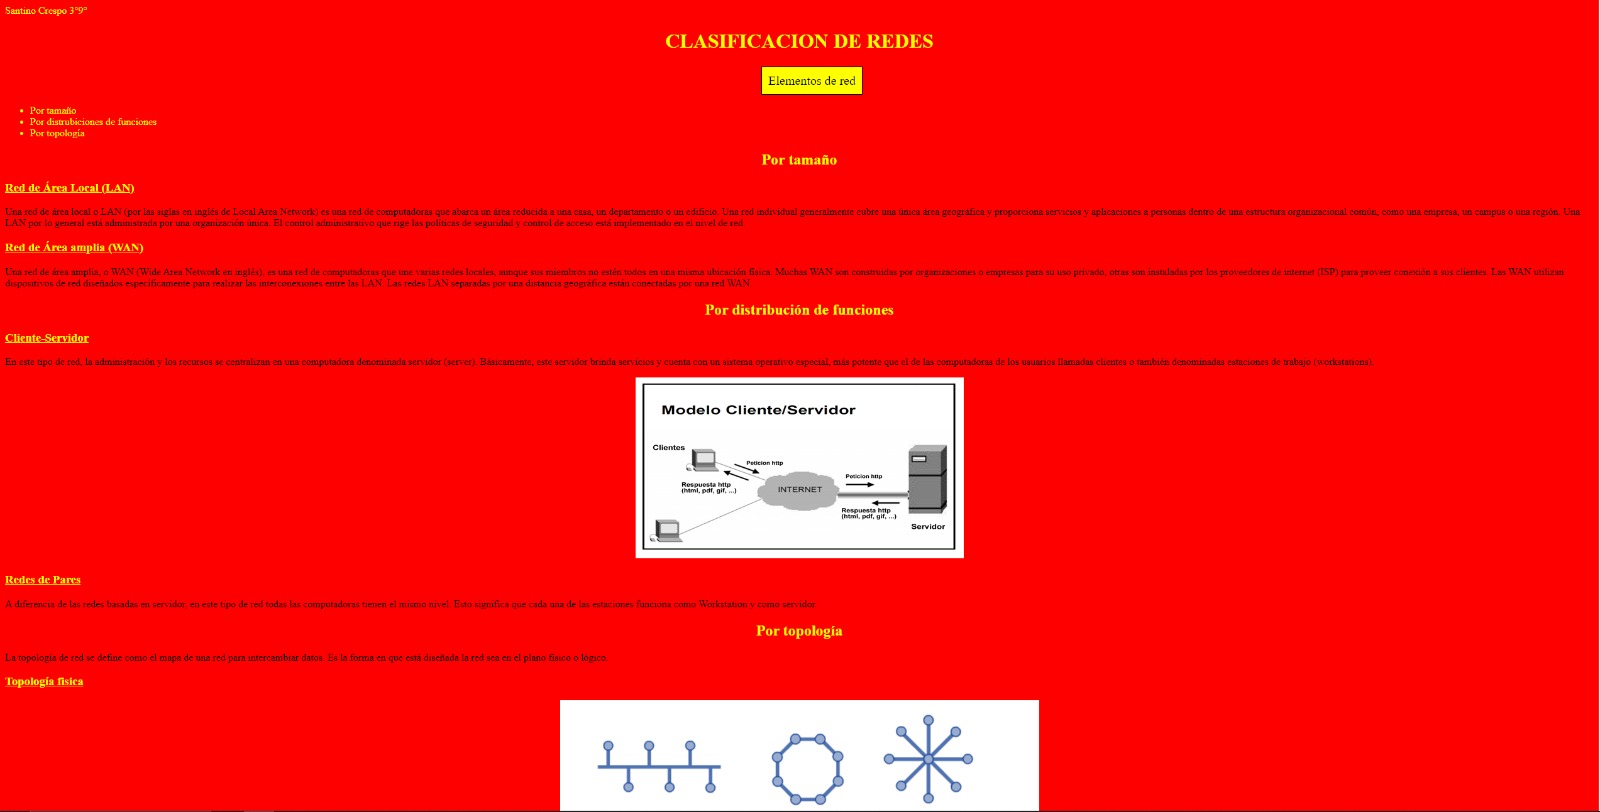 Santino Crespo 3°9°
CLASIFICACION DE REDES
Elementos de red
Por tamaño
Por distrubiciones de funciones
Por topología
Por tamaño
Red de Área Local (LAN)
Una red de área local o LAN (por las siglas en inglés de Local Area Network) es una red de computadoras que abarca un área reducida a una casa, un departamento o un edificio. Una red individual generalmente cubre una única área geográfica y proporciona servicios y aplicaciones a personas dentro de una estructura organizacional común, como una empresa, un campus o una región. Una
LAN por lo general está administrada por una organización única. El control administrativo que rige las políticas de seguridad y control de acceso está implementado en el nivel de red.
Red de Área amplia (WAN)
Una red de área amplia, o WAN (Wide Area Network en inglés), es una red de computadoras que une varias redes locales, aunque sus miembros no estén todos en una misma ubicación física. Muchas WAN son construidas por organizaciones o empresas para su uso privado, otras son instaladas por los proveedores de internet (ISP) para proveer conexión a sus clientes. Las WAN utilizan
dispositivos de red diseñados específicamente para realizar las interconexiones entre las LAN. Las redes LAN separadas por una distancia geográfica están conectadas por una red WAN
Por distribución de funciones
Cliente-Servidor
En este tipo de red, la administración y los recursos se centralizan en una computadora denominada servidor (server). Básicamente, este servidor brinda servicios y cuenta con un sistema operativo especial, más potente que el de las computadoras de los usuarios llamadas clientes o también denominadas estaciones de trabajo (workstations).
Modelo Cliente/Servidor
Clientes
Peticion http
Respuesta http
(html, pdf, gif, ...)
INTERNET
Peticion http
Respuesta http
(html, pdf, gif, ...)
Servidor
Redes de Pares
A diferencia de las redes basadas en servidor, en este tipo de red todas las computadoras tienen el mismo nivel. Esto significa que cada una de las estaciones funciona como Workstation y como servidor.
Por topología
La topología de red se define como el mapa de una red para intercambiar datos. Es la forma en que está diseñada la red sea en el plano físico o lógico.
Topología fisica